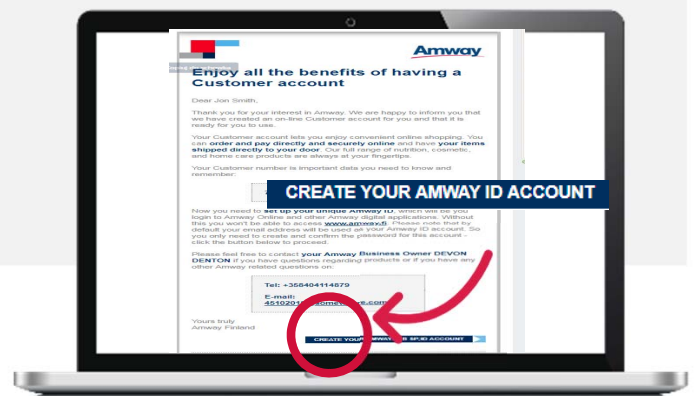 Amway
Enjoy all the benefits of having a
Customer account
Dear Jon Smith,
Thank you for your interest in Amway. We are happy to inform you that
we have created an on-line Customer account for you and that it is
ready for you to use.
Your Customer account lets you enjoy convenient online shopping. You
can order and pay directly and securely online and have your items
shipped directly to your door. Our full range of nutrition, cosmetic,
and home care products are always at your fingertips.
Your Customer number is important data you need to know and
remember:
CREATE YOUR AMWAY ID ACCOUNT
Now you need to set up your unique Amway ID, which will be you
login to Amway Online and other Amway digital applications. Without
this you won't be able to access www.amway.fi. Please note that by
default your email address will be used as your Amway ID account. So
you only need to create and confirm the password for this account -
click the button below to proceed.
Please feel free to contact your Amway Business Owner DEVON
DENTON if you have questions regarding products or if you have any
other Amway related questions on:
Tel: +358404114879
E-mail:
Yours truly
Amway Finland
CREATE YOUR ID ACCOUNT